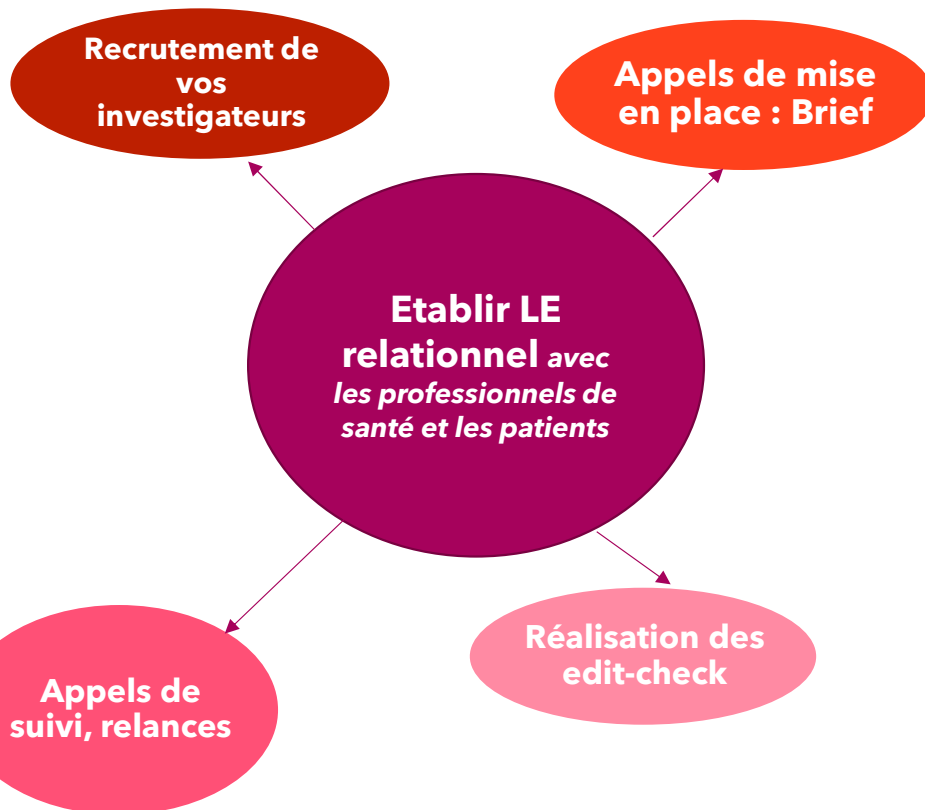 Recrutement de
vos
investigateurs
Appels de mise
en place : Brief
Etablir LE
relationnel avec
les professionnels de
santé et les patients
Appels de
suivi, relances
Réalisation des
edit-check